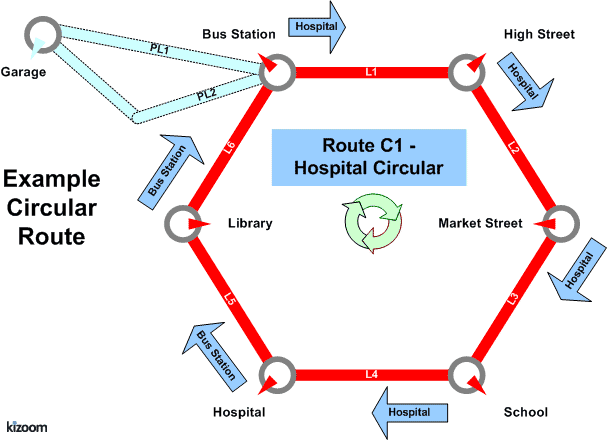 Bus Station
Hospital
High Street
PL1
Garage
PL2
L1
Hospital
Route C1 -
Hospital Circular
L2
L6
Bus Station
Example
Circular
Route
Library
Market Street
Hospital
L5
L3
Bus Station
L4
Hospital
Hospital
School
kizoom